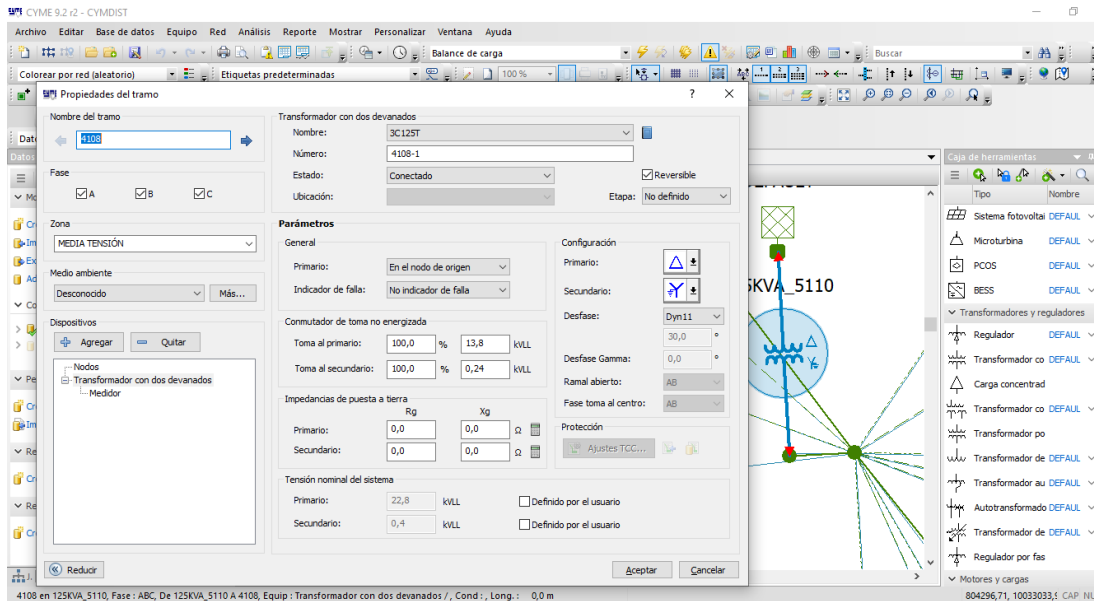 CYME CYME 9.2 r2 - CYMDIST
Archivo Editar Base de datos Equipo Red Análisis Reporte Mostrar Personalizar Ventana Ayuda
Balance de carga
Buscar
Colorear por red (aleatorio)
Etiquetas predeterminadas
100 %
Propiedades del tramo
? ×
Nombre del tramo
4108
Fase
A B C
Zona
MEDIA TENSIÓN
Medio ambiente
Desconocido
Más...
Dispositivos
Agregar
Quitar
Nodos
Transformador con dos devanados
Medidor
Transformador con dos devanados
Nombre: 3C125T
Número: 4108-1
Estado: Conectado
Reversible
Ubicación:
Etapa: No definido
Parámetros
General
Primario: En el nodo de origen
Indicador de falla: No indicador de falla
Conmutador de toma no energizada
Toma al primario: 100,0 % 13,8 kVLL
Toma al secundario: 100,0 % 0,24 kVLL
Impedancias de puesta a tierra
Rg Xg
Primario: 0,0 0,0 Ω
Secundario: 0,0 0,0 Ω
Tensión nominal del sistema
Primario: 22,8 kVLL Definido por el usuario
Secundario: 0,4 kVLL Definido por el usuario
Configuración
Primario:
Secundario:
Desfase: Dyn11
30,0 °
Desfase Gamma: 0,0 °
Ramal abierto: AB
Fase toma al centro: AB
Protección
Ajustes TCC...
Reducir
Aceptar
Cancelar
5KVA_5110
Caja de herramientas
Tipo Nombre
Sistema fotovoltai DEFAUL
Microturbina DEFAUL
PCOS DEFAUL
BESS DEFAUL
Transformadores y reguladores
Regulador DEFAUL
Transformador co DEFAUL
Carga concentrad
Transformador co DEFAUL
Transformador po
Transformador de DEFAUL
Transformador au DEFAUL
Autotransformado DEFAUL
Transformador de DEFAUL
Regulador por fas
Motores y cargas
4108 en 125KVA_5110, Fase : ABC, De 125KVA_5110 A 4108, Equip : Transformador con dos devanados / , Cond : , Long. : 0,0 m
804296,71, 10033033,9 CAP NU